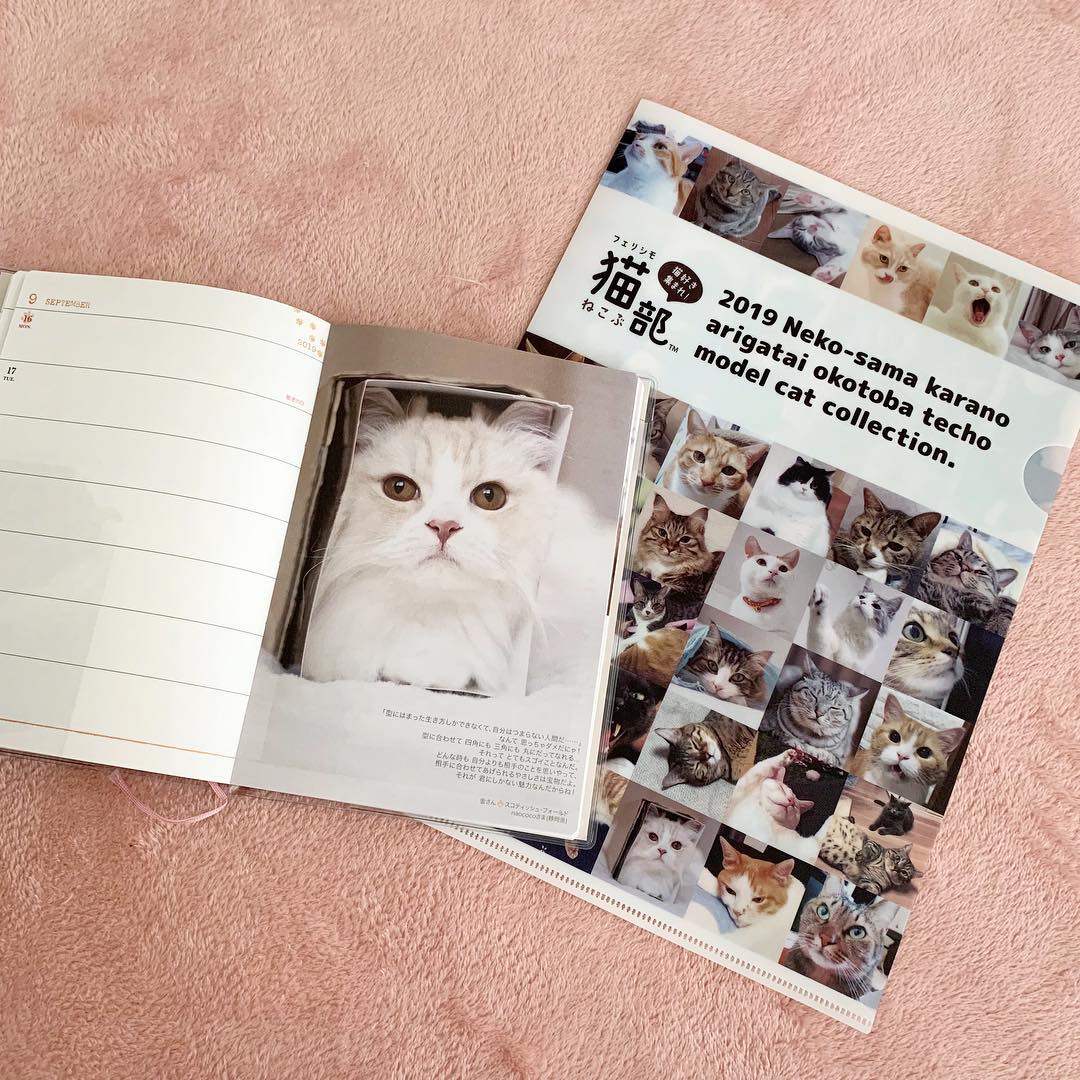 9 SEPTEMBER
16
MON.
2019
17
TUE.
「型にはまった生き方しかできなくて、自分はつまらない人間だ……」
なんて 思っちゃダメだにゃ!
型に合わせて 四角にも 三角にも 丸にだってなれる。
それって とてもスゴイことなんだ。
どんな時も 自分よりも相手のことを思いやって、
相手に合わせてあげられるやさしさは宝物だよ。
それが 君にしかない魅力なんだからね!
スコティッシュ・フォールド
naococoさま(静岡県)
フェリシモ
猫部™
ねこぶ
猫好き
集まれ!
2019 Neko-sama karano
arigatai okotoba techo
model cat collection.